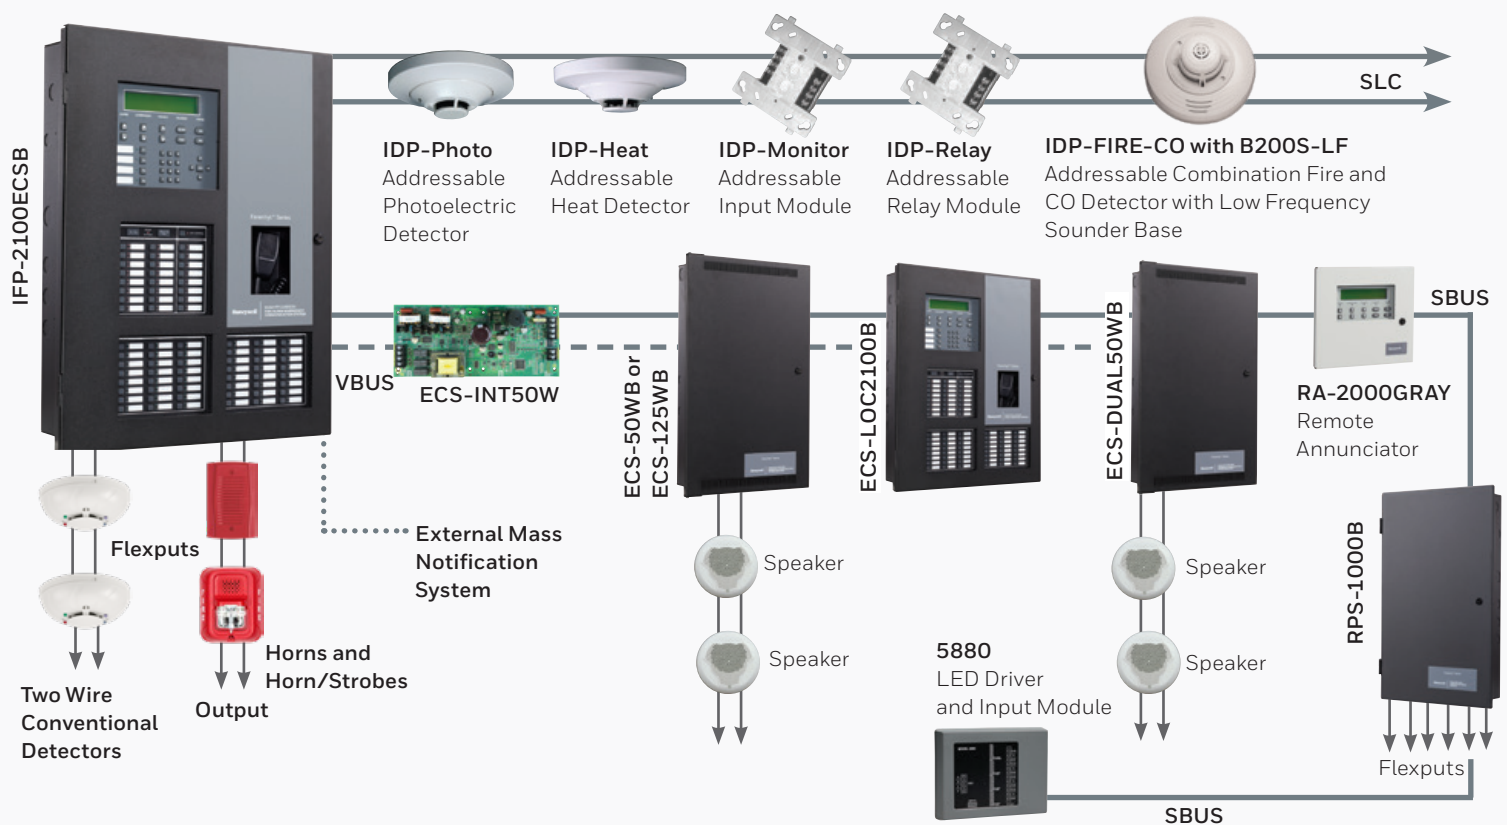 IFP-2100ECSB
SLC
IDP-Photo
Addressable
Photoelectric
Detector
IDP-Heat
Addressable
Heat Detector
IDP-Monitor
Addressable
Input Module
IDP-Relay
Addressable
Relay Module
IDP-FIRE-CO with B200S-LF
Addressable Combination Fire and
CO Detector with Low Frequency
Sounder Base
VBUS
ECS-INT50W
ECS-50WB or
ECS-125WB
ECS-LOC2100B
ECS-DUAL50WB
SBUS
RA-2000GRAY
Remote
Annunciator
RPS-1000B
Flexputs
External Mass
Notification
System
Speaker
Speaker
Speaker
Speaker
Horns and
Horn/Strobes
Output
Two Wire
Conventional
Detectors
5880
LED Driver
and Input Module
Flexputs
SBUS